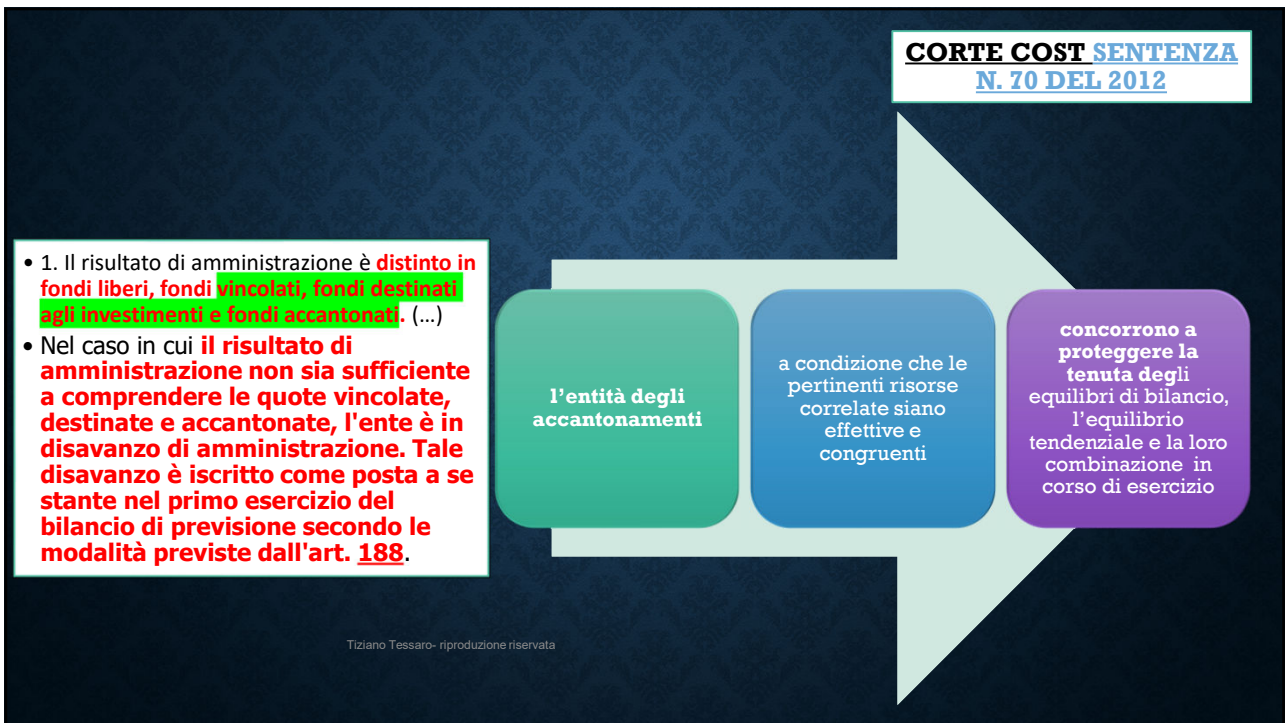 CORTE COST SENTENZA
N. 70 DEL 2012
• 1. Il risultato di amministrazione è distinto in
fondi liberi, fondi vincolati, fondi destinati
agli investimenti e fondi accantonati. (...)
• Nel caso in cui il risultato di
amministrazione non sia sufficiente
a comprendere le quote vincolate,
destinate e accantonate, l'ente è in
disavanzo di amministrazione. Tale
disavanzo è iscritto come posta a se
stante nel primo esercizio del
bilancio di previsione secondo le
modalità previste dall'art. 188.
l'entità degli
accantonamenti
a condizione che le
pertinenti risorse
correlate siano
effettive e
congruenti
concorrono a
proteggere la
tenuta degli
equilibri di bilancio,
l'equilibrio
tendenziale e la loro
combinazione in
corso di esercizio
Tiziano Tessaro- riproduzione riservata